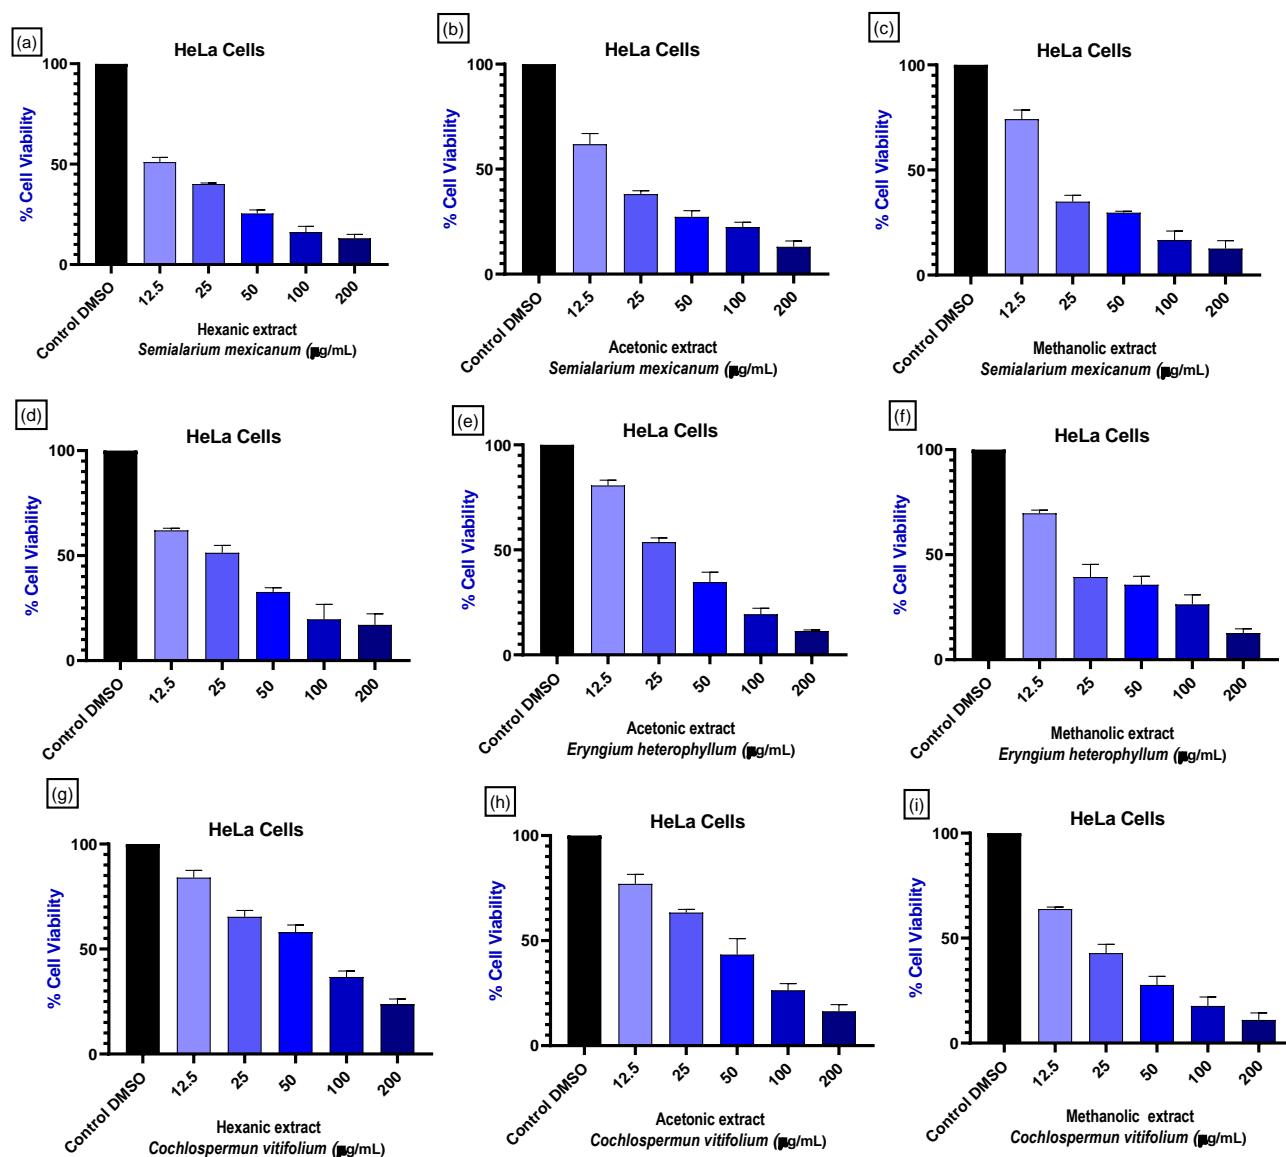 (a)
HeLa Cells
% Cell Viability
100
50
0
Control DMSO
12.5
25
50
100
200
Hexanic extract
Semialarium mexicanum (µg/mL)
(b)
HeLa Cells
% Cell Viability
100
50
0
Control DMSO
12.5
25
50
100
200
Acetonic extract
Semialarium mexicanum (µg/mL)
(c)
HeLa Cells
% Cell Viability
100
50
0
Control DMSO
12.5
25
50
100
200
Methanolic extract
Semialarium mexicanum (µg/mL)
(d)
HeLa Cells
% Cell Viability
100
50
0
Control DMSO
12.5
25
50
100
200
(e)
HeLa Cells
% Cell Viability
100
50
0
Control DMSO
12.5
25
50
100
200
Acetonic extract
Eryngium heterophyllum (µg/mL)
(f)
HeLa Cells
% Cell Viability
100
50
0
Control DMSO
12.5
25
50
100
200
Methanolic extract
Eryngium heterophyllum (µg/mL)
(g)
HeLa Cells
% Cell Viability
100
50
0
Control DMSO
12.5
25
50
100
200
Hexanic extract
Cochlospermun vitifolium (µg/mL)
(h)
HeLa Cells
% Cell Viability
100
50
0
Control DMSO
12.5
25
50
100
200
Acetonic extract
Cochlospermun vitifolium (µg/mL)
(i)
HeLa Cells
% Cell Viability
100
50
0
Control DMSO
12.5
25
50
100
200
Methanolic extract
Cochlospermun vitifolium (µg/mL)